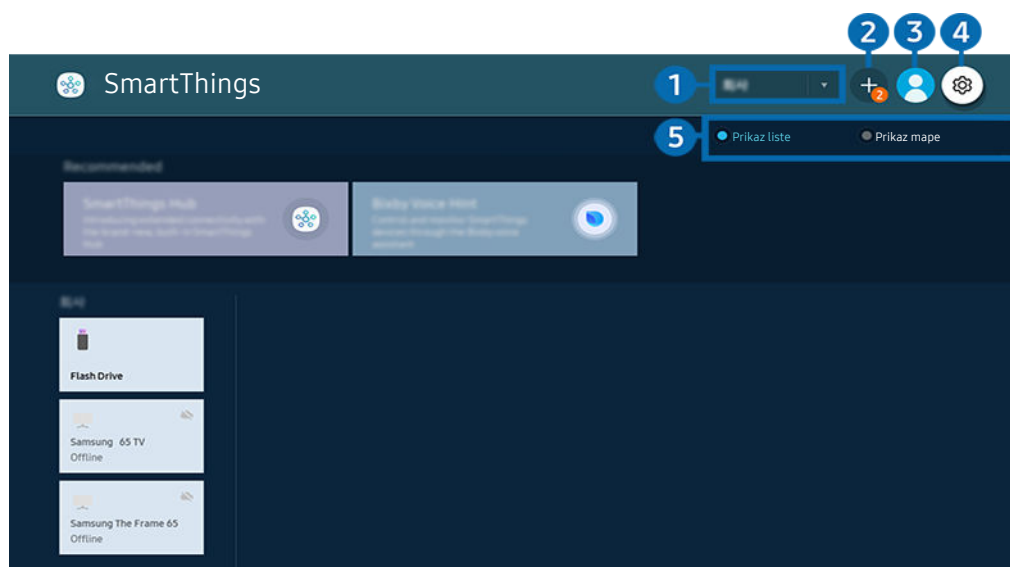 2 3 4
SmartThings
1
2
5
Prikaz liste
Prikaz mape
Recommended
SmartThings Hub
Bixby Voice Hint
Flash Drive
Samsung 65 TV
Offline
Samsung The Frame 65
Offline